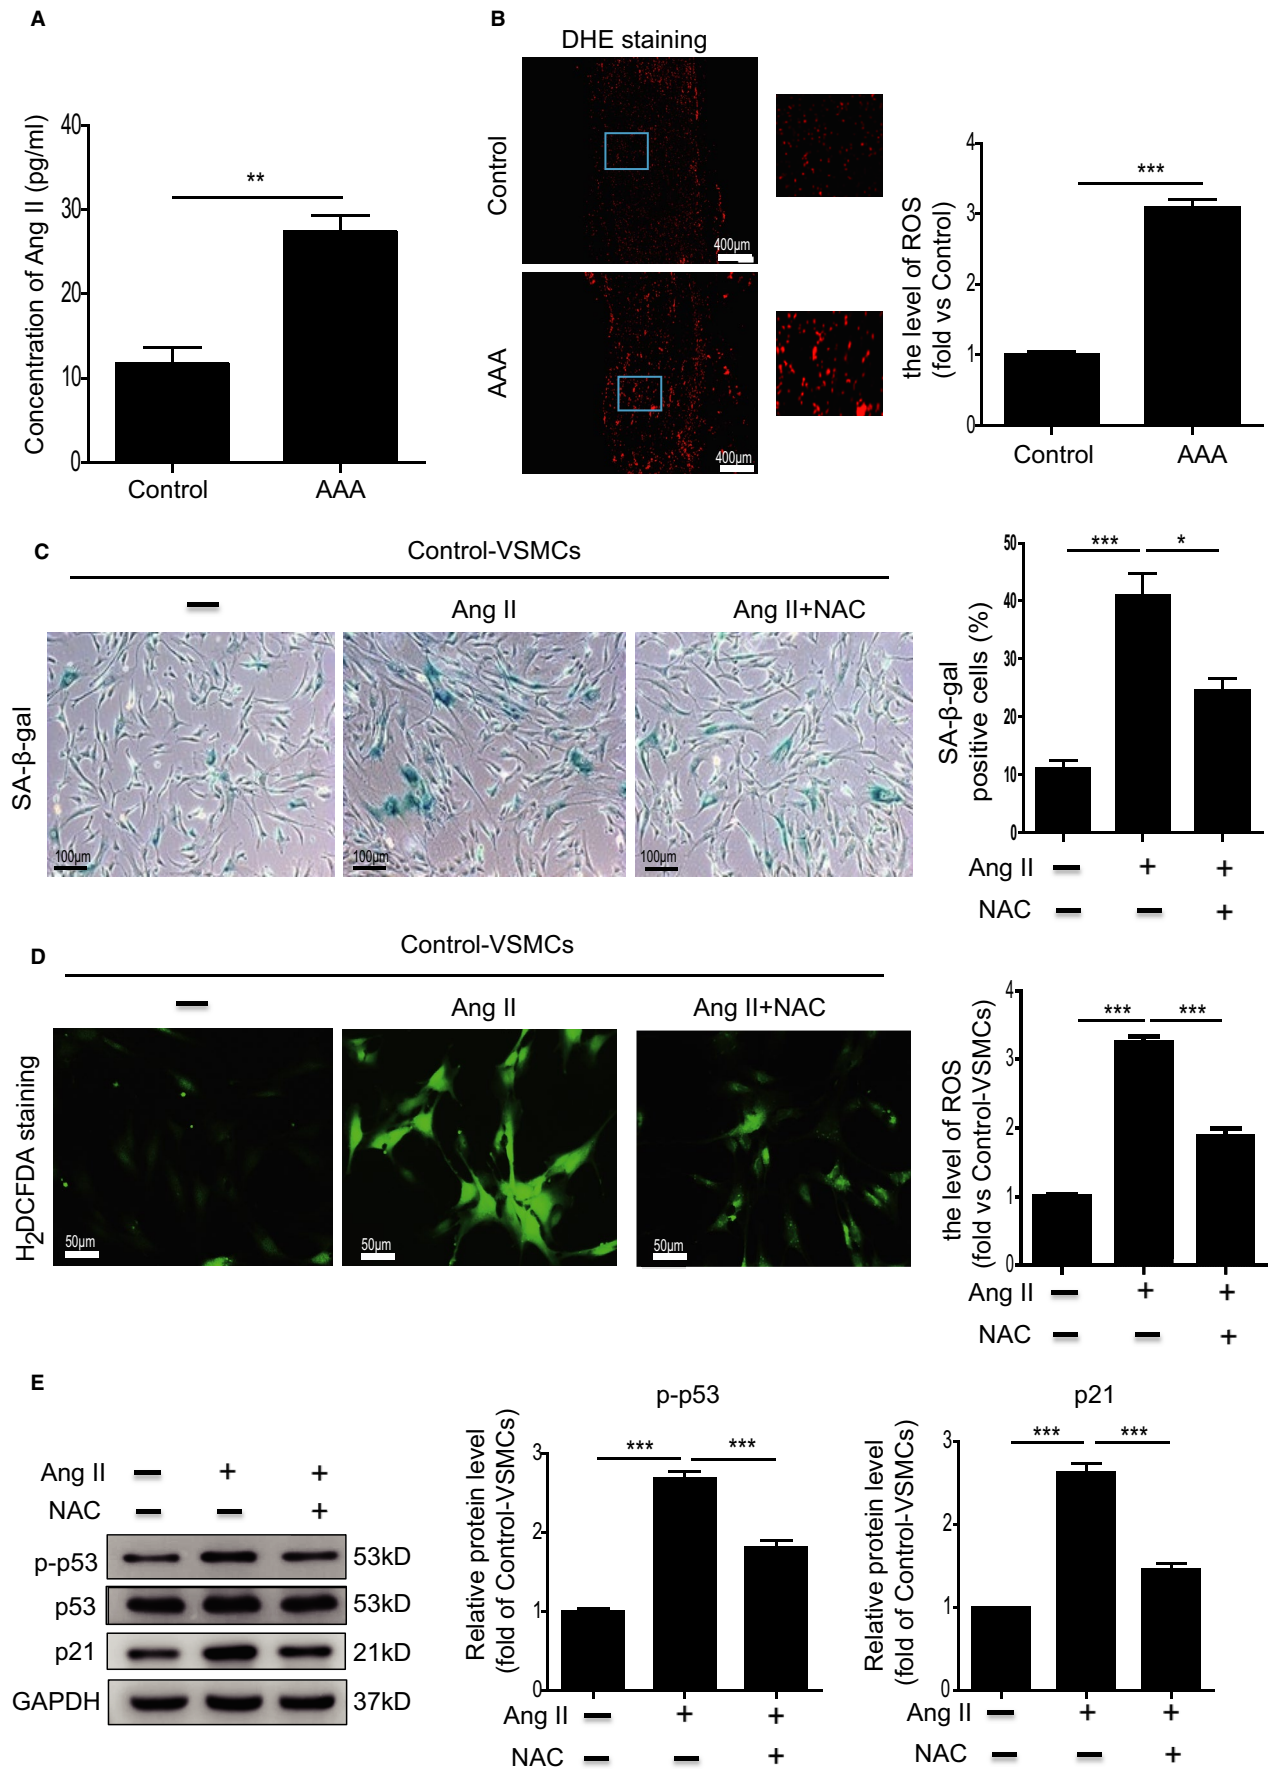 A
Concentration of Ang II (pg/ml)
40
30
20
10
0
**
Control
AAA
B
DHE staining
Control
400μm
AAA
400μm
the level of ROS
(fold vs Control)
4
3
2
1
0
***
Control
AAA
C
Control-VSMCs
Ang II
Ang II+NAC
SA-β-gal
100μm
100μm
100μm
SA-β-gal
positive cells (%)
50
40
30
20
10
0
***
*
Ang II — + +
NAC — — +
D
Control-VSMCs
Ang II
Ang II+NAC
H2DCFDA staining
50μm
50μm
50μm
the level of ROS
(fold vs Control-VSMCs)
4
3
2
1
0
***
***
Ang II — + +
NAC — — +
E
Ang II — + +
NAC — — +
p-p53 53kD
p53 53kD
p21 21kD
GAPDH 37kD
p-p53
Relative protein level
(fold of Control-VSMCs)
3
2
1
0
***
***
Ang II — + +
NAC — — +
p21
Relative protein level
(fold of Control-VSMCs)
3
2
1
0
***
***
Ang II — + +
NAC — — +